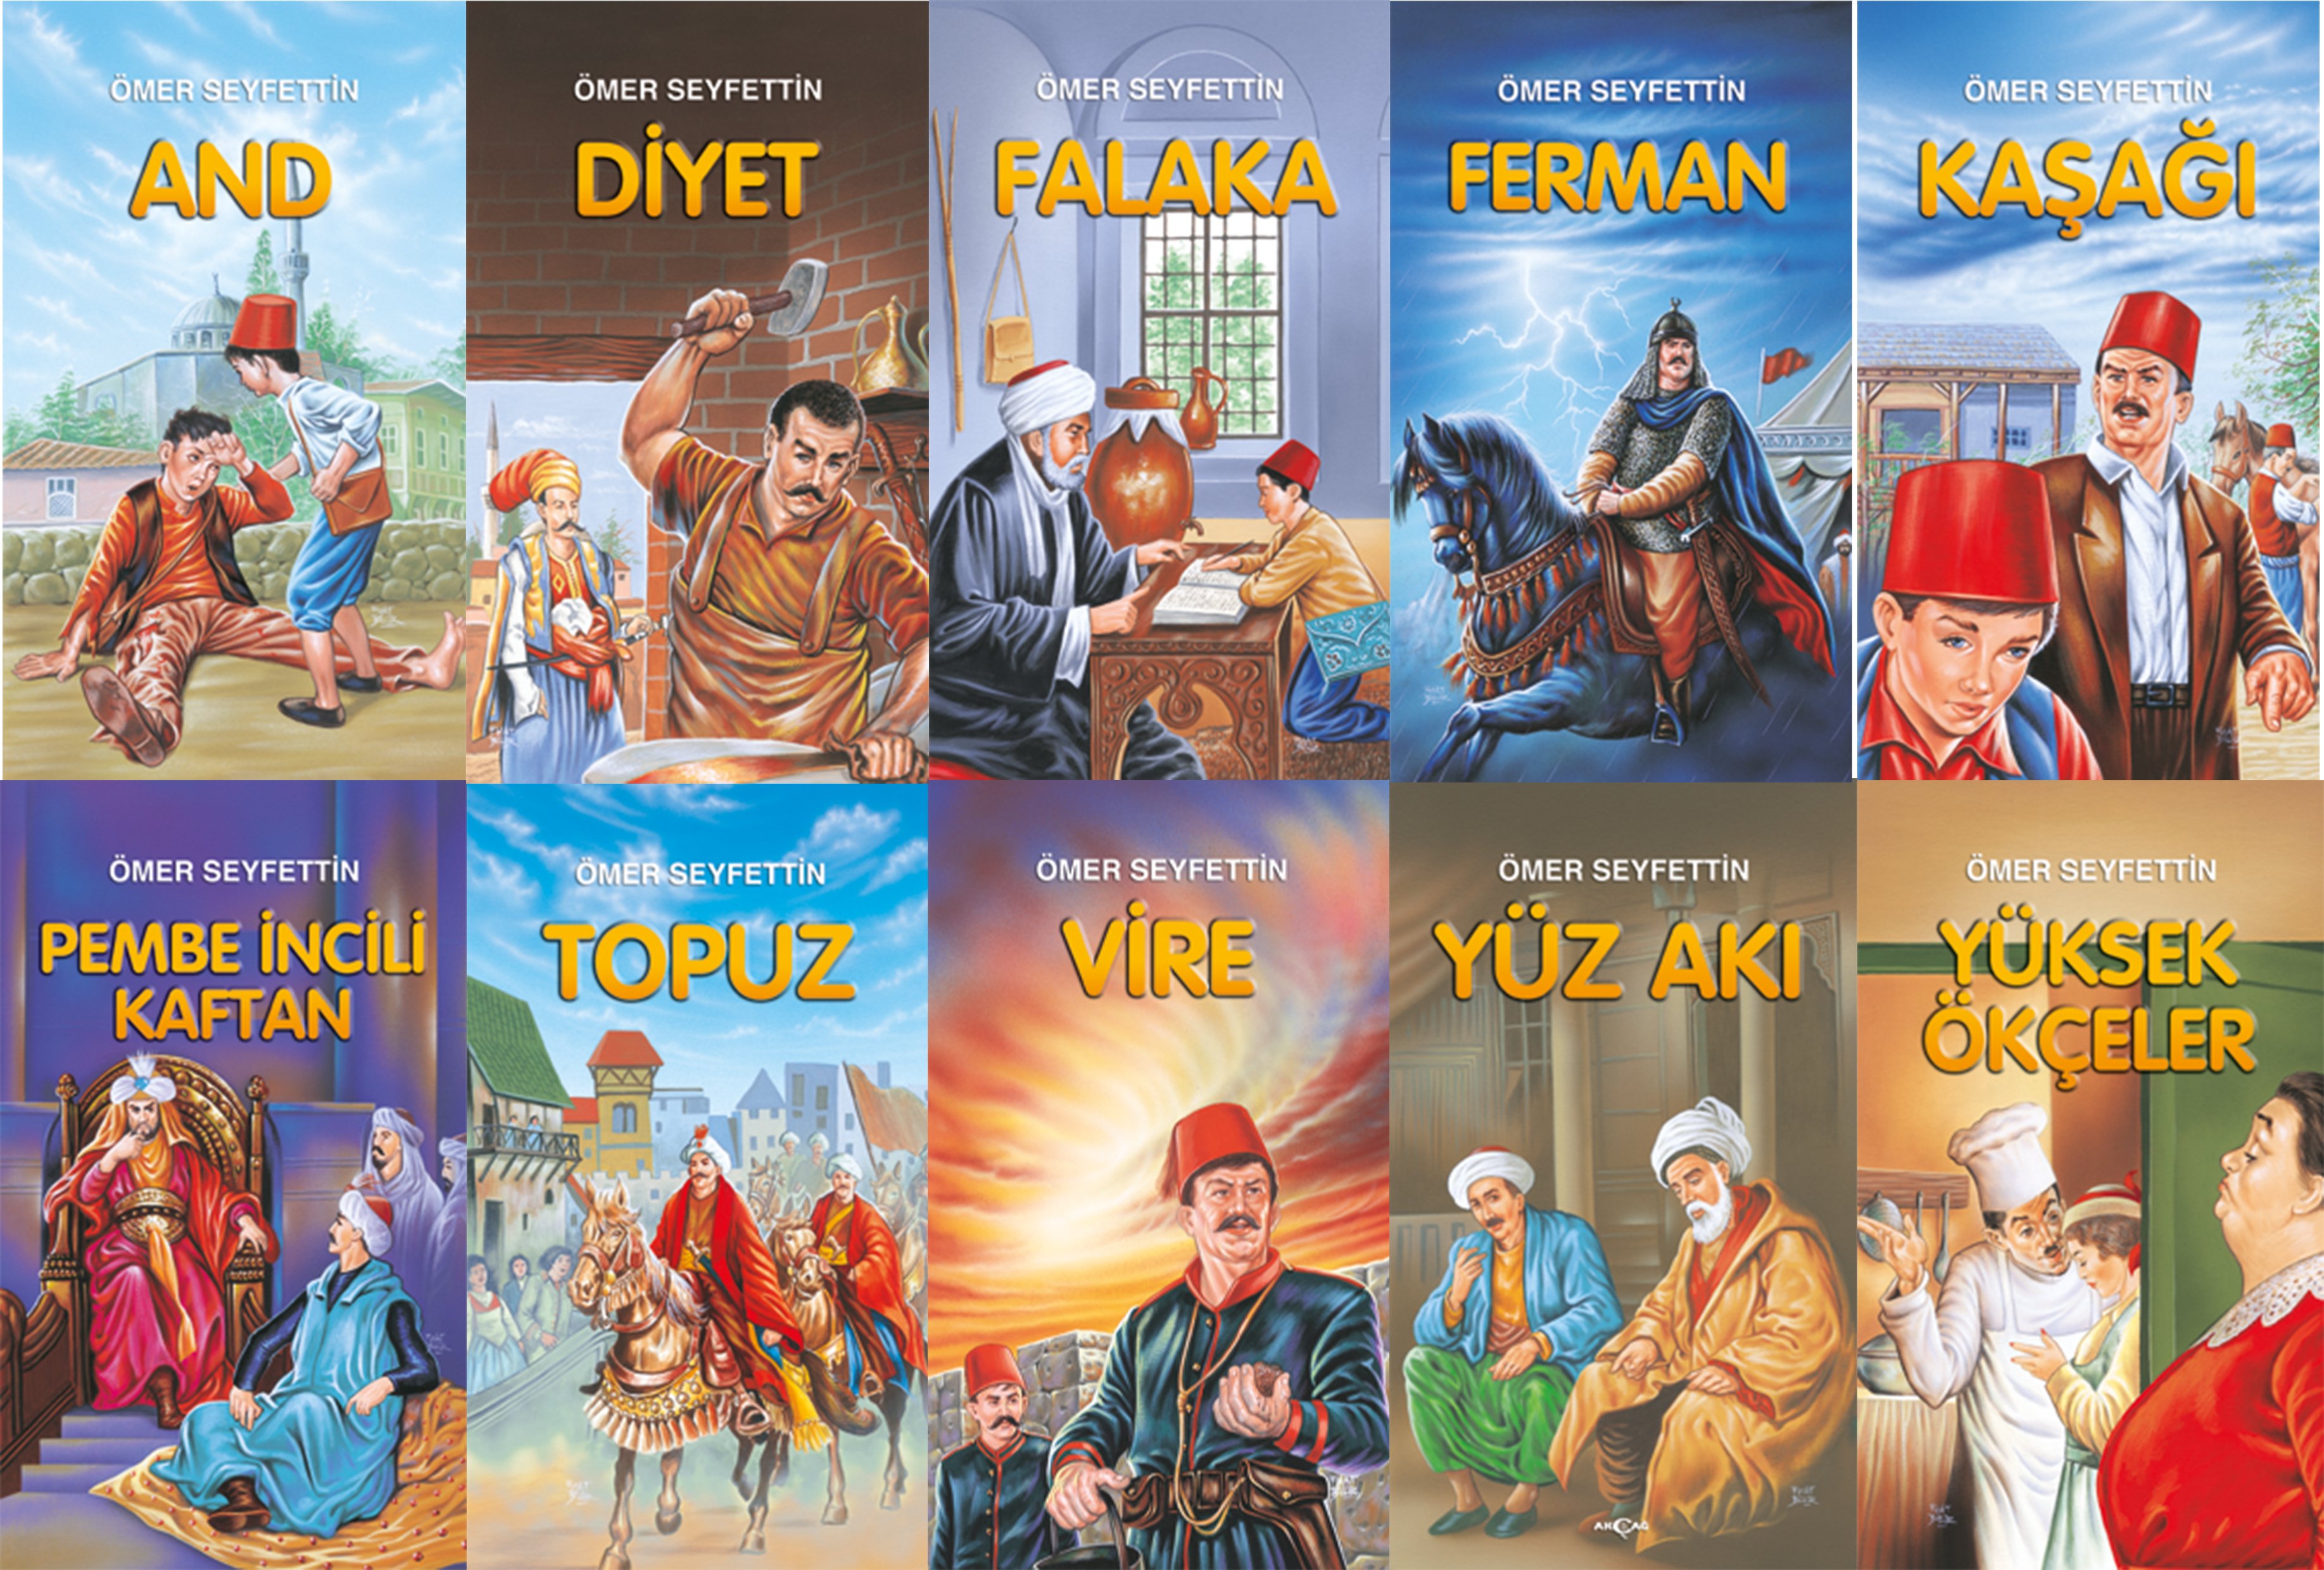 ÖMER SEYFETTİN
AND
ÖMER SEYFETTİN
DİYET
ÖMER SEYFETTİN
FALAKA
ÖMER SEYFETTİN
FERMAN
ÖMER SEYFETTİN
KAŞAĞI
ÖMER SEYFETTİN
PEMBE İNCİLİ
KAFTAN
ÖMER SEYFETTİN
TOPUZ
ÖMER SEYFETTİN
VİRE
ÖMER SEYFETTİN
YÜZ AKI
AKÇAĞ
ÖMER SEYFETTİN
YÜKSEK
ÖKÇELER